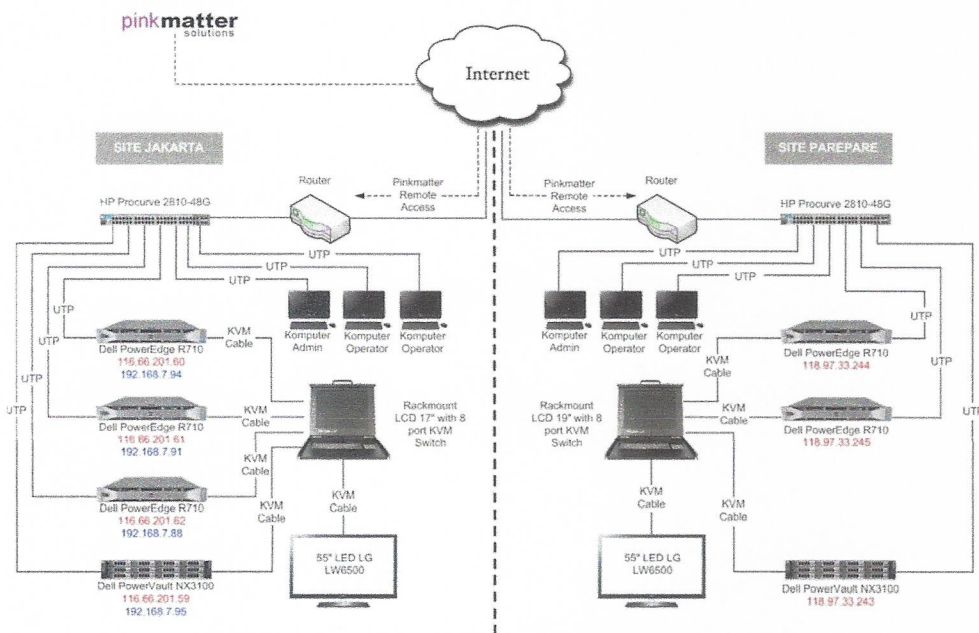 pinkmatter
solutions
Internet
SITE JAKARTA
SITE PAREPARE
Router
Pinkmatter
Remote
Access
Pinkmatter
Remote
Access
Router
HP Procurve 2810-48G
HP Procurve 2810-48G
UTP
UTP
UTP
UTP
UTP
UTP
UTP
UTP
UTP
UTP
UTP
UTP
UTP
Komputer
Admin
Komputer
Operator
Komputer
Operator
Komputer
Admin
Komputer
Operator
Komputer
Operator
KVM
Cable
Dell PowerEdge R710
116.66.201.60
192.168.7.94
KVM
Cable
Dell PowerEdge R710
116.66.201.61
192.168.7.91
KVM
Cable
Dell PowerEdge R710
116.66.201.62
192.168.7.88
KVM
Cable
Dell PowerVault NX3100
116.66.201.59
192.168.7.95
Rackmount
LCD 17" with 8
port KVM
Switch
KVM
Cable
55" LED LG
LW6500
Rackmount
LCD 19" with 8
port KVM
Switch
KVM
Cable
Dell PowerEdge R710
118.97.33.244
KVM
Cable
Dell PowerEdge R710
118.97.33.245
KVM
Cable
KVM
Cable
55" LED LG
LW6500
Dell PowerVault NX3100
118.97.33.243